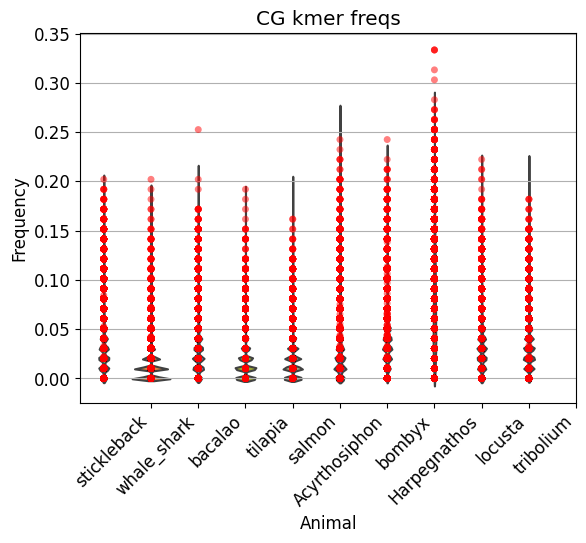 CG kmer freqs
0.35
0.30
0.25
0.20
0.15
0.10
0.05
0.00
Frequency
stickleback
whale_shark
bacalao
tilapia
salmon
Acyrthosiphon
bombyx
Harpegnathos
locusta
tribolium
Animal